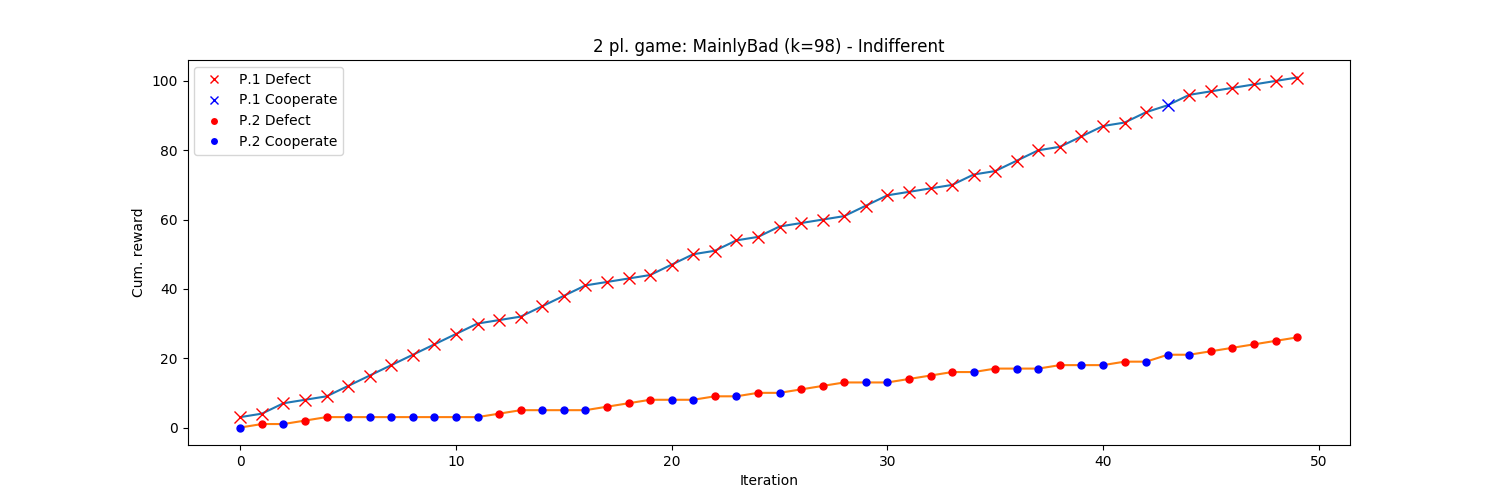 2 pl. game: MainlyBad (k=98) - Indifferent
P.1 Defect
P.1 Cooperate
P.2 Defect
P.2 Cooperate
Cum. reward
100
80
60
40
20
0
0 10 20 30 40 50
Iteration